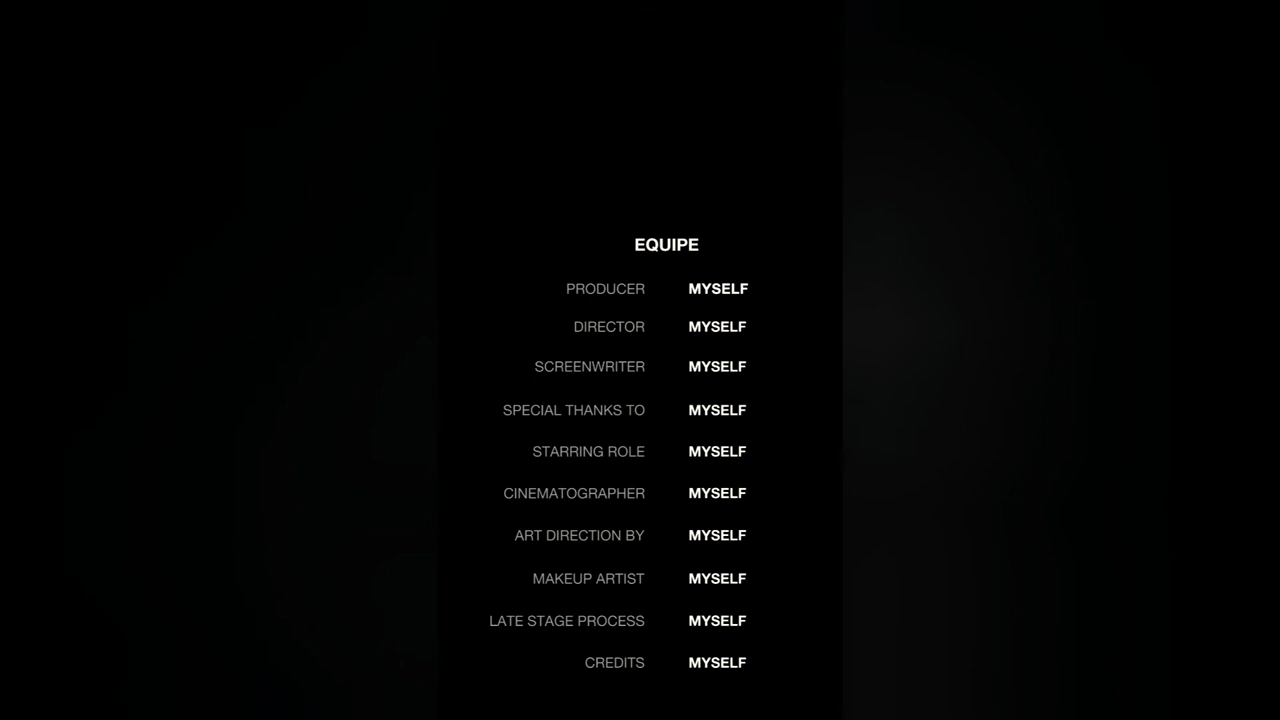 EQUIPE
PRODUCER MYSELF
DIRECTOR MYSELF
SCREENWRITER MYSELF
SPECIAL THANKS TO MYSELF
STARRING ROLE MYSELF
CINEMATOGRAPHER MYSELF
ART DIRECTION BY MYSELF
MAKEUP ARTIST MYSELF
LATE STAGE PROCESS MYSELF
CREDITS MYSELF